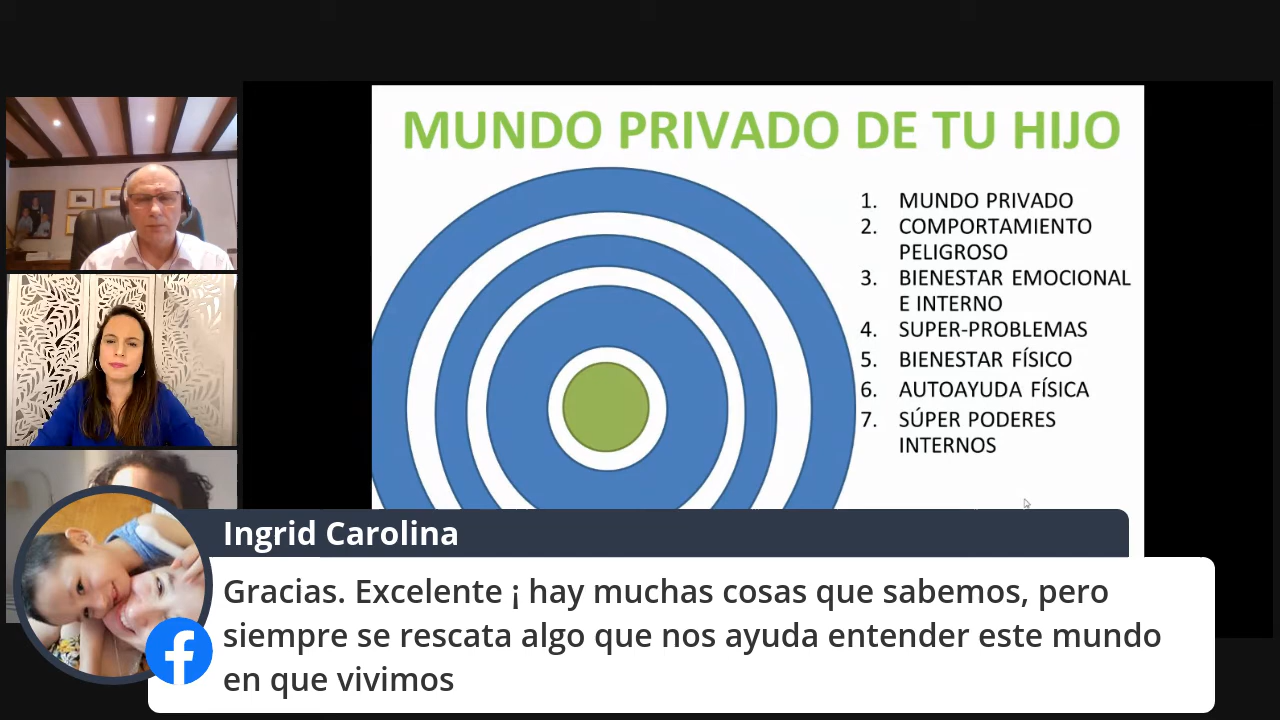 MUNDO PRIVADO DE TU HIJO
1. MUNDO PRIVADO
2. COMPORTAMIENTO
PELIGROSO
3. BIENESTAR EMOCIONAL
E INTERNO
4. SUPER-PROBLEMAS
5. BIENESTAR FÍSICO
6. AUTOAYUDA FÍSICA
7. SÚPER PODERES
INTERNOS
Ingrid Carolina
Gracias. Excelente ¡ hay muchas cosas que sabemos, pero
siempre se rescata algo que nos ayuda entender este mundo
en que vivimos